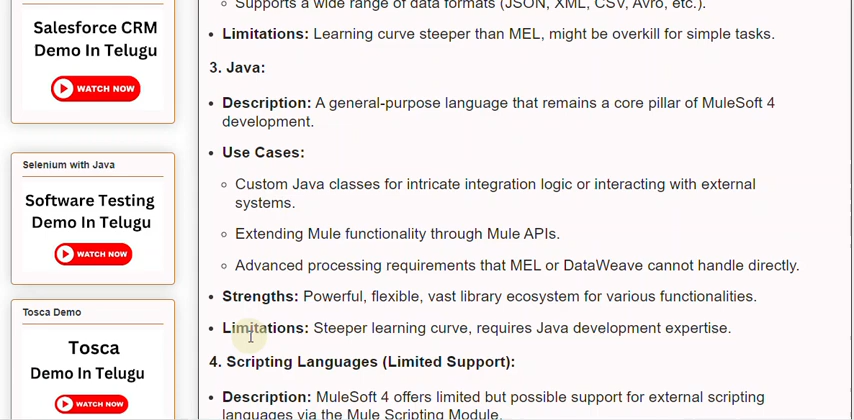 Salesforce CRM
Demo In Telugu
WATCH NOW
Selenium with Java
Software Testing
Demo In Telugu
WATCH NOW
Tosca Demo
Tosca
Demo In Telugu
WATCH NOW
Supports a wide range of data formats (JSON, XML, CSV, Avro, etc.).
Limitations: Learning curve steeper than MEL, might be overkill for simple tasks.
3. Java:
Description: A general-purpose language that remains a core pillar of MuleSoft 4
development.
Use Cases:
Custom Java classes for intricate integration logic or interacting with external
systems.
Extending Mule functionality through Mule APIs.
Advanced processing requirements that MEL or DataWeave cannot handle directly.
Strengths: Powerful, flexible, vast library ecosystem for various functionalities.
Limitations: Steeper learning curve, requires Java development expertise.
4. Scripting Languages (Limited Support):
Description: MuleSoft 4 offers limited but possible support for external scripting
languages via the Mule Scripting Module.